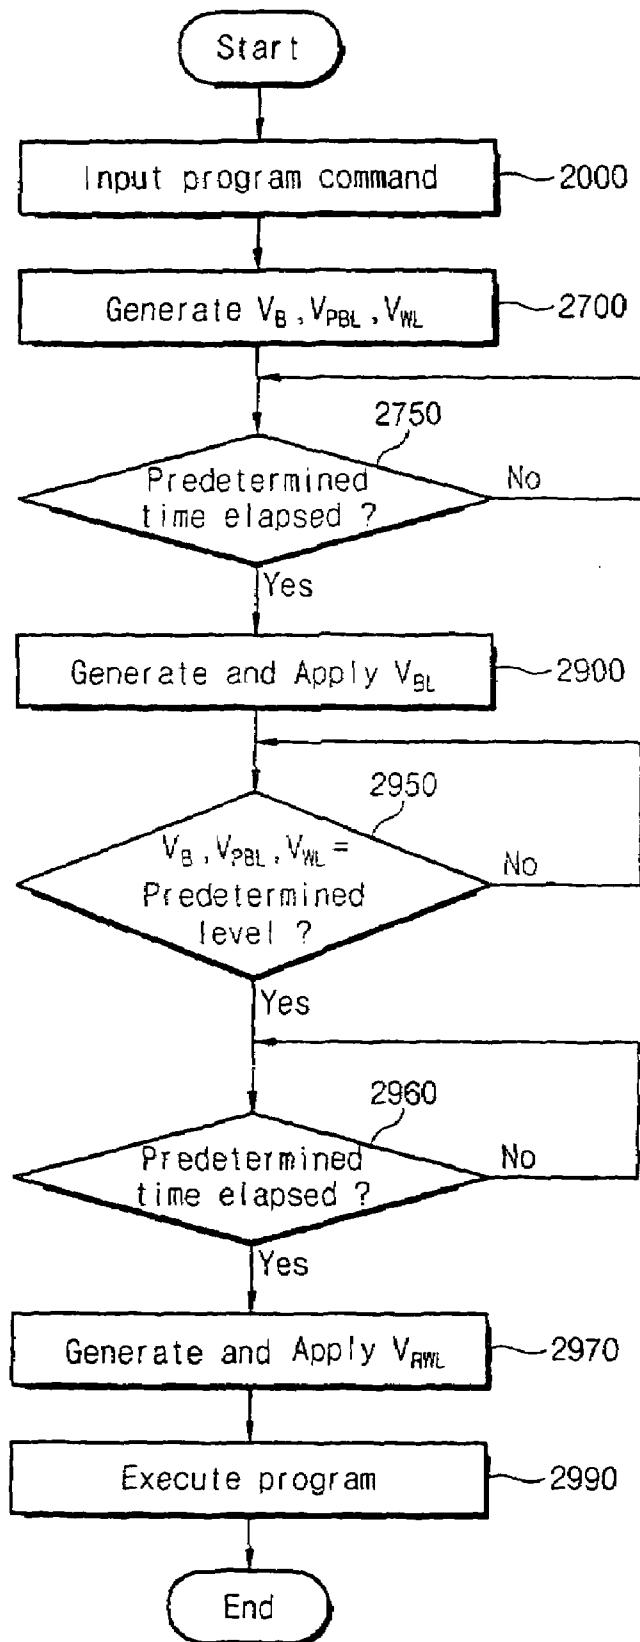 Start
Input program command
2000
Generate V_B, V_PBL, V_WL
2700
2750
Predetermined
time elapsed ?
No
Yes
Generate and Apply V_BL
2900
2950
V_B, V_PBL, V_WL =
Predetermined
level ?
No
Yes
2960
Predetermined
time elapsed ?
No
Yes
Generate and Apply V_RWL
2970
Execute program
2990
End